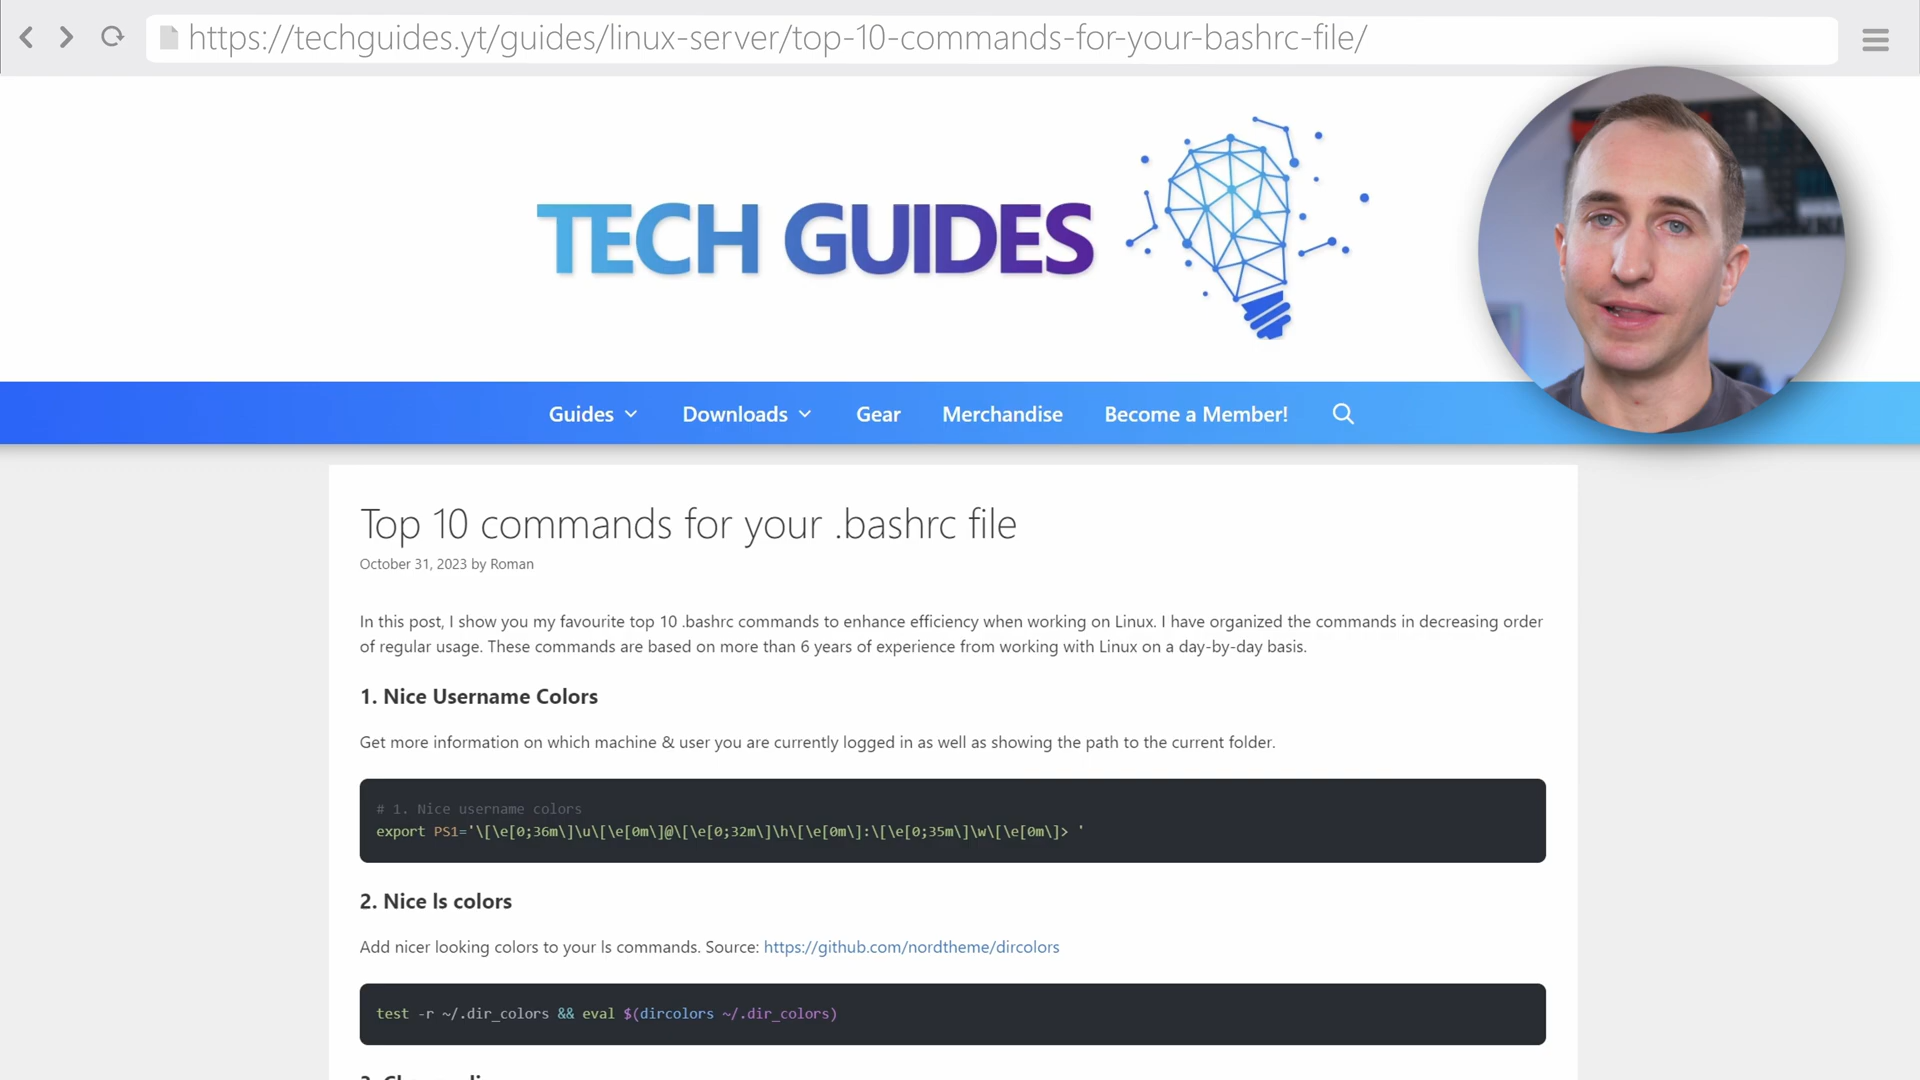 https://techguides.yt/guides/linux-server/top-10-commands-for-your-bashrc-file/
TECH GUIDES
Guides Downloads Gear Merchandise Become a Member!
Top 10 commands for your .bashrc file
October 31, 2023 by Roman
In this post, I show you my favourite top 10 .bashrc commands to enhance efficiency when working on Linux. I have organized the commands in decreasing order
of regular usage. These commands are based on more than 6 years of experience from working with Linux on a day-by-day basis.
1. Nice Username Colors
Get more information on which machine & user you are currently logged in as well as showing the path to the current folder.
# 1. Nice username colors
export PS1='\[\e[0;36m\]\u\[\e[0m\]@\[\e[0;32m\]\h\[\e[0m\]:\[\e[0;35m\]\w\[\e[0m\]> '
2. Nice ls colors
Add nicer looking colors to your ls commands. Source: https://github.com/nordtheme/dircolors
test -r ~/.dir_colors && eval $(dircolors ~/.dir_colors)